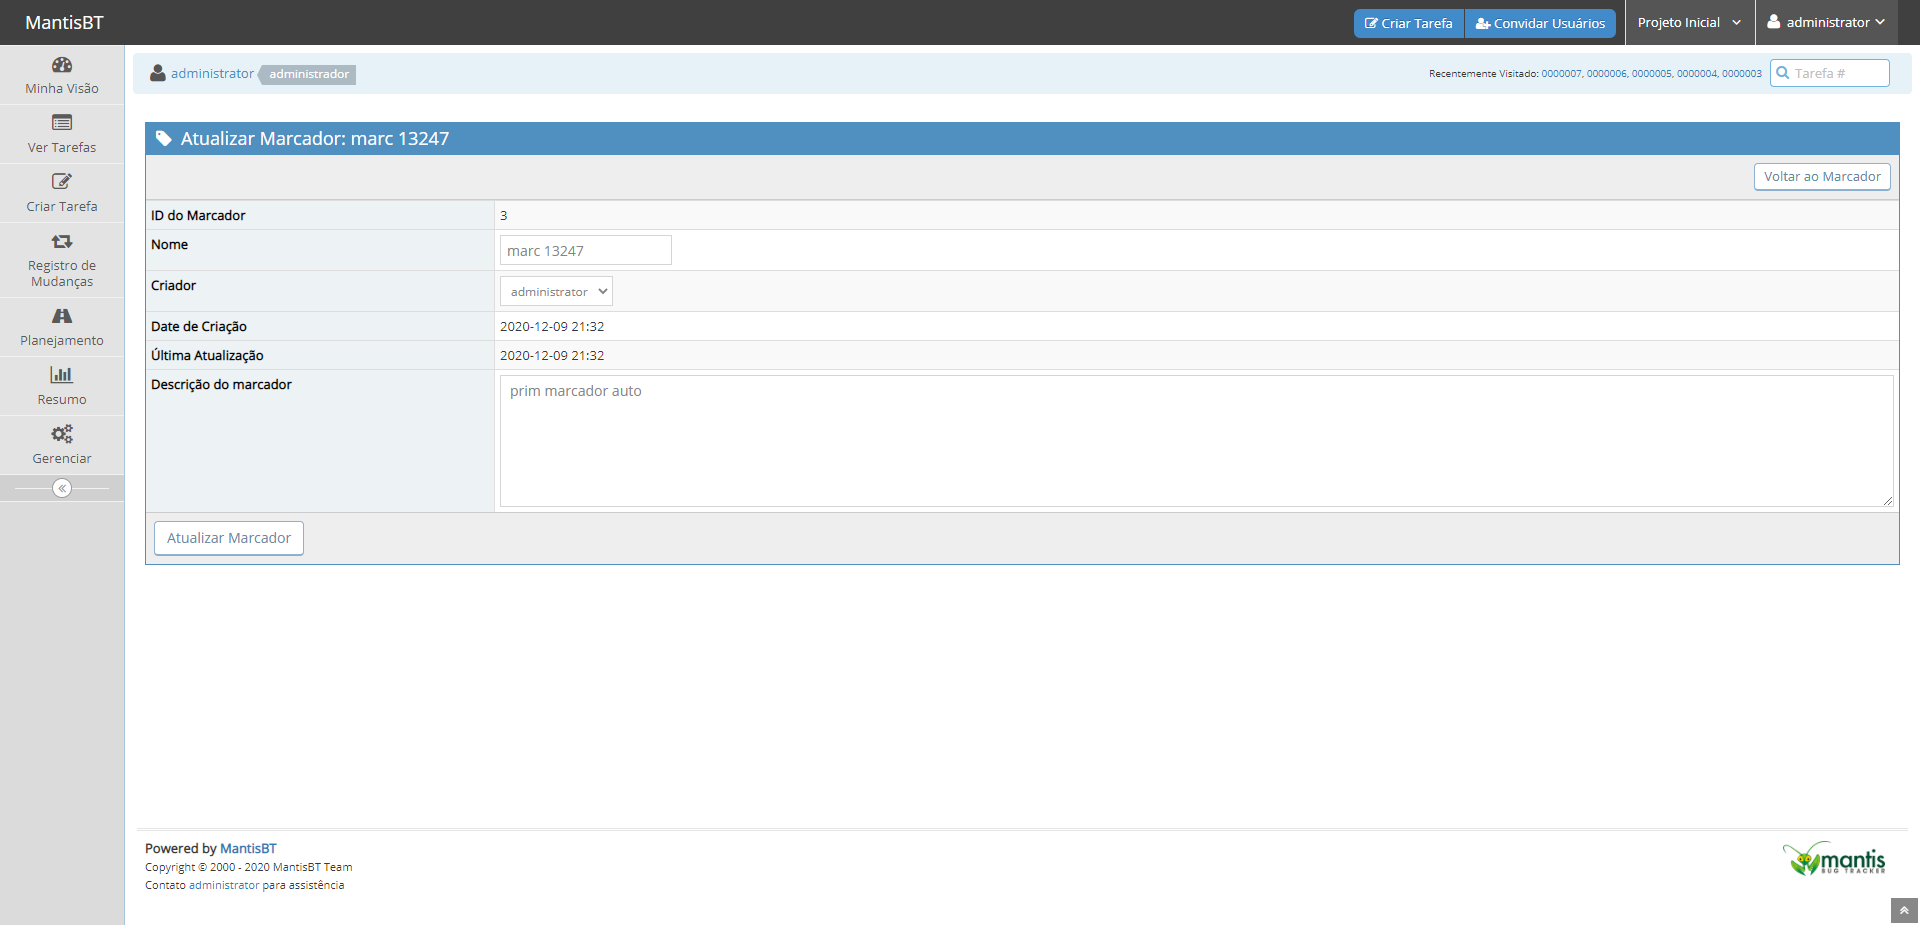 MantisBT
Criar Tarefa
Convidar Usuários
Projeto Inicial
administrator
Minha Visão
Ver Tarefas
Criar Tarefa
Registro de
Mudanças
Planejamento
Resumo
Gerenciar
administrator administrador
Recentemente Visitado: 0000007, 0000006, 0000005, 0000004, 0000003
Tarefa #
Atualizar Marcador: marc 13247
Voltar ao Marcador
ID do Marcador 3
Nome marc 13247
Criador administrator
Date de Criação 2020-12-09 21:32
Última Atualização 2020-12-09 21:32
Descrição do marcador prim marcador auto
Atualizar Marcador
Powered by MantisBT
Copyright © 2000 - 2020 MantisBT Team
Contato administrator para assistência
mantis
BUG TRACKER